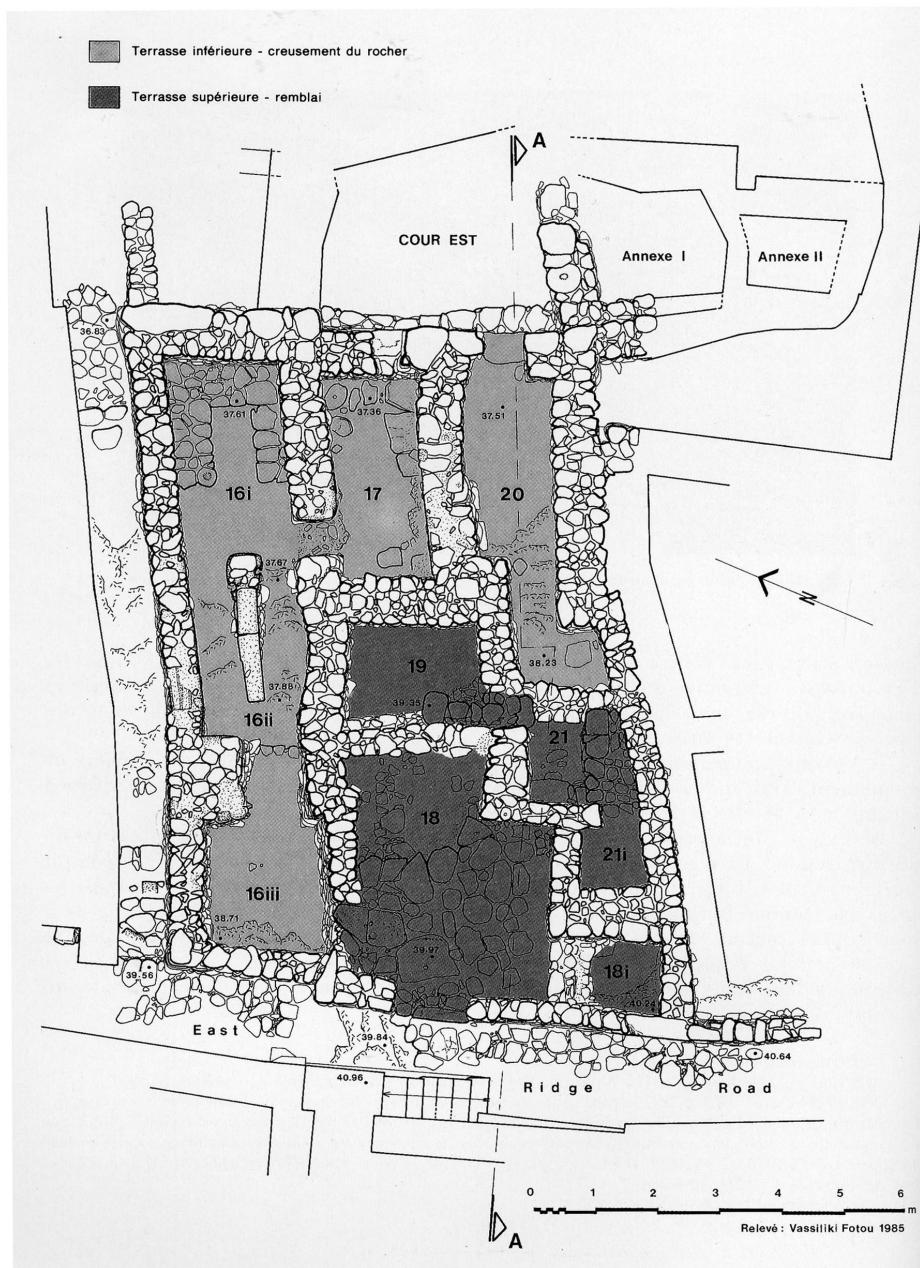 Terrasse inférieure - creusement du rocher
Terrasse supérieure - remblai
A
COUR EST
Annexe I
Annexe II
36.83
37.61
37.36
37.51
16i
17
20
37.67
N
19
38.23
37.88
39.35
16ii
21
18
21i
16iii
38.71
39.97
18i
39.56
40.24
East
39.84
40.64
40.96
Ridge
Road
0 1 2 3 4 5 6
m
Relevé : Vassiliki Fotou 1985
A